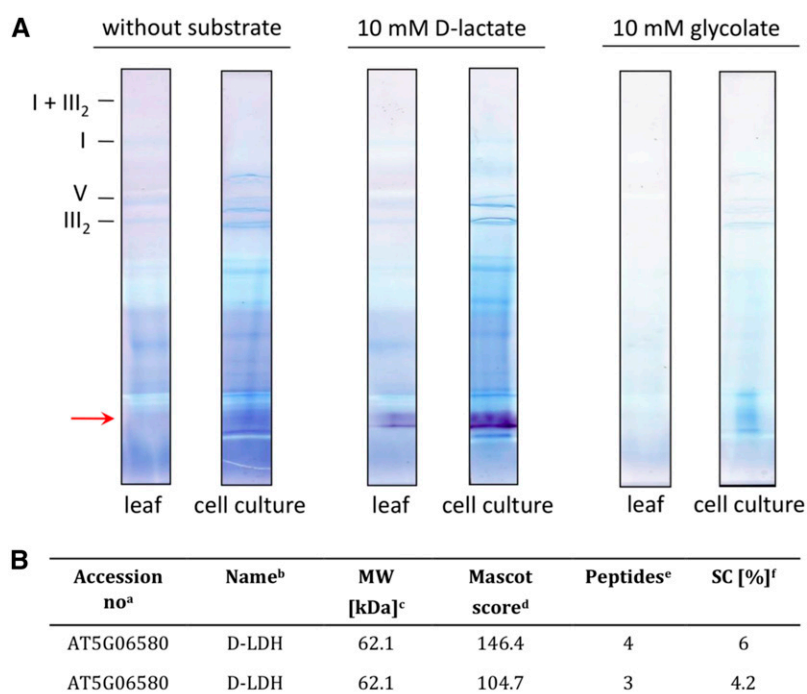 A
without substrate 10 mM D-lactate 10 mM glycolate
I + III₂
I
V
III₂
leaf cell culture leaf cell culture leaf cell culture
B
Accession noᵃ Nameᵇ MW [kDa]ᶜ Mascot scoreᵈ Peptidesᵉ SC [%]ᶠ
AT5G06580 D-LDH 62.1 146.4 4 6
AT5G06580 D-LDH 62.1 104.7 3 4.2